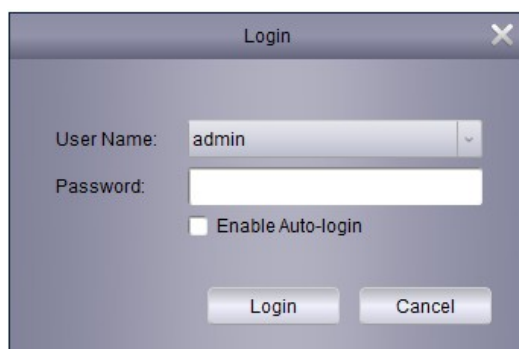 Login
User Name: admin
Password:
Enable Auto-login
Login Cancel